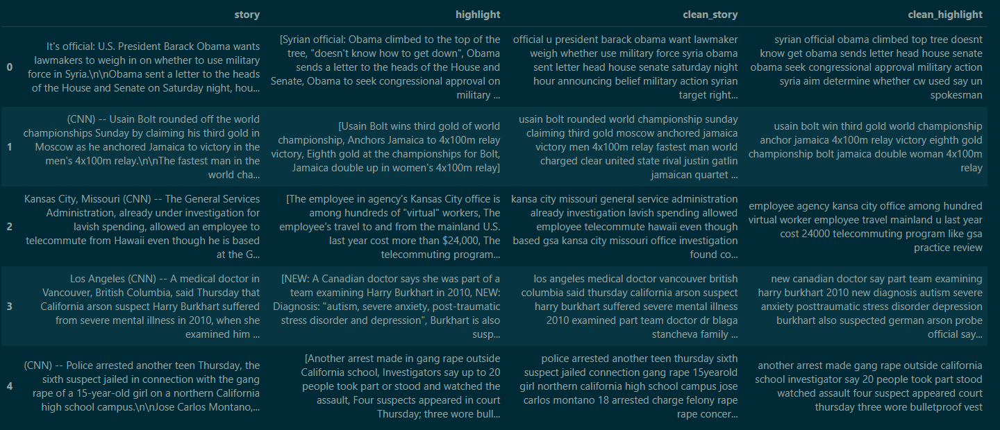 story highlight clean_story clean_highlight
0
It's official: U.S. President Barack Obama wants
lawmakers to weigh in on whether to use military
force in Syria.\n\nObama sent a letter to the heads
of the House and Senate on Saturday night, hou...
[Syrian official: Obama climbed to the top of the
tree, "doesn't know how to get down", Obama
sends a letter to the heads of the House and
Senate, Obama to seek congressional approval on
military ...
official u president barack obama want lawmaker
weigh whether use military force syria obama
sent letter head house senate saturday night
hour announcing belief military action syrian
target right...
syrian official obama climbed top tree doesnt
know get obama sends letter head house senate
obama seek congressional approval military action
syria aim determine whether cw used say un
spokesman
1
(CNN) -- Usain Bolt rounded off the world
championships Sunday by claiming his third gold in
Moscow as he anchored Jamaica to victory in the
men's 4x100m relay.\n\nThe fastest man in the
world cha...
[Usain Bolt wins third gold of world
championship, Anchors Jamaica to 4x100m relay
victory, Eighth gold at the championships for Bolt,
Jamaica double up in women's 4x100m relay]
usain bolt rounded world championship sunday
claiming third gold moscow anchored jamaica
victory men 4x100m relay fastest man world
charged clear united state rival justin gatlin
jamaican quartet ...
usain bolt win third gold world championship
anchor jamaica 4x100m relay victory eighth gold
championship bolt jamaica double woman 4x100m
relay
2
Kansas City, Missouri (CNN) -- The General Services
Administration, already under investigation for
lavish spending, allowed an employee to
telecommute from Hawaii even though he is based
at the G...
[The employee in agency's Kansas City office is
among hundreds of "virtual" workers, The
employee's travel to and from the mainland U.S.
last year cost more than $24,000, The
telecommuting program...
kansa city missouri general service administration
already investigation lavish spending allowed
employee telecommute hawaii even though
based gsa kansa city missouri office investigation
found co...
employee agency kansa city office among hundred
virtual worker employee travel mainland u last year
cost 24000 telecommuting program like gsa
practice review
3
Los Angeles (CNN) -- A medical doctor in
Vancouver, British Columbia, said Thursday that
California arson suspect Harry Burkhart suffered
from severe mental illness in 2010, when she
examined him ...
[NEW: A Canadian doctor says she was part of a
team examining Harry Burkhart in 2010, NEW:
Diagnosis: "autism, severe anxiety, post-traumatic
stress disorder and depression", Burkhart is also
susp...
los angeles medical doctor vancouver british
columbia said thursday california arson suspect
harry burkhart suffered severe mental illness
2010 examined part team doctor dr blaga
stancheva family ...
new canadian doctor say part team examining
harry burkhart 2010 new diagnosis autism severe
anxiety posttraumatic stress disorder depression
burkhart also suspected german arson probe
official say...
4
(CNN) -- Police arrested another teen Thursday, the
sixth suspect jailed in connection with the gang
rape of a 15-year-old girl on a northern California
high school campus.\n\nJose Carlos Montano,...
[Another arrest made in gang rape outside
California school, Investigators say up to 20
people took part or stood and watched the
assault, Four suspects appeared in court
Thursday; three wore bull...
police arrested another teen thursday sixth
suspect jailed connection gang rape 15yearold
girl northern california high school campus jose
carlos montano 18 arrested charge felony rape
rape concer...
another arrest made gang rape outside california
school investigator say 20 people took part stood
watched assault four suspect appeared court
thursday three wore bulletproof vest